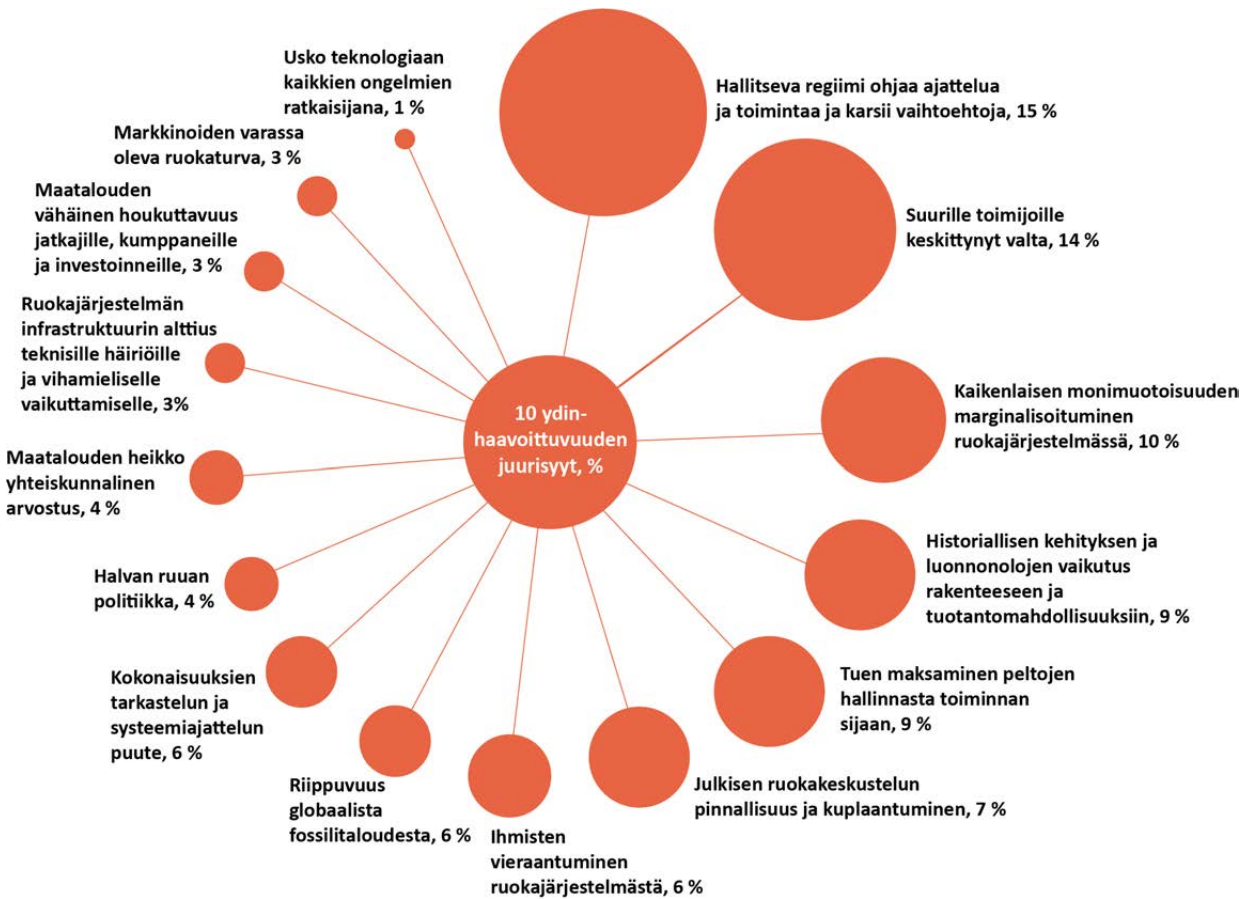 10 ydin-
haavoittuvuuden
juurisyyt, %
Hallitseva regiimi ohjaa ajattelua
ja toimintaa ja karsii vaihtoehtoja, 15 %
Suurille toimijoille
keskittynyt valta, 14 %
Kaikenlaisen monimuotoisuuden
marginalisoituminen
ruokajärjestelmässä, 10 %
Historiallisen kehityksen ja
luonnonolojen vaikutus
rakenteeseen ja
tuotantomahdollisuuksiin, 9 %
Tuen maksaminen peltojen
hallinnasta toiminnan
sijaan, 9 %
Julkisen ruokakeskustelun
pinnallisuus ja kuplaantuminen, 7 %
Ihmisten
vieraantuminen
ruokajärjestelmästä, 6 %
Riippuvuus
globaalista
fossilitaloudesta, 6 %
Kokonaisuuksien
tarkastelun ja
systeemiajattelun
puute, 6 %
Halvan ruuan
politiikka, 4 %
Maatalouden heikko
yhteiskunnalinen
arvostus, 4 %
Ruokajärjestelmän
infrastruktuurin alttius
teknisille häiriöille
ja vihamieliselle
vaikuttamiselle, 3%
Maatalouden
vähäinen houkuttavuus
jatkajille, kumppaneille
ja investoinneille, 3 %
Markkinoiden varassa
oleva ruokaturva, 3 %
Usko teknologiaan
kaikkien ongelmien
ratkaisijana, 1 %